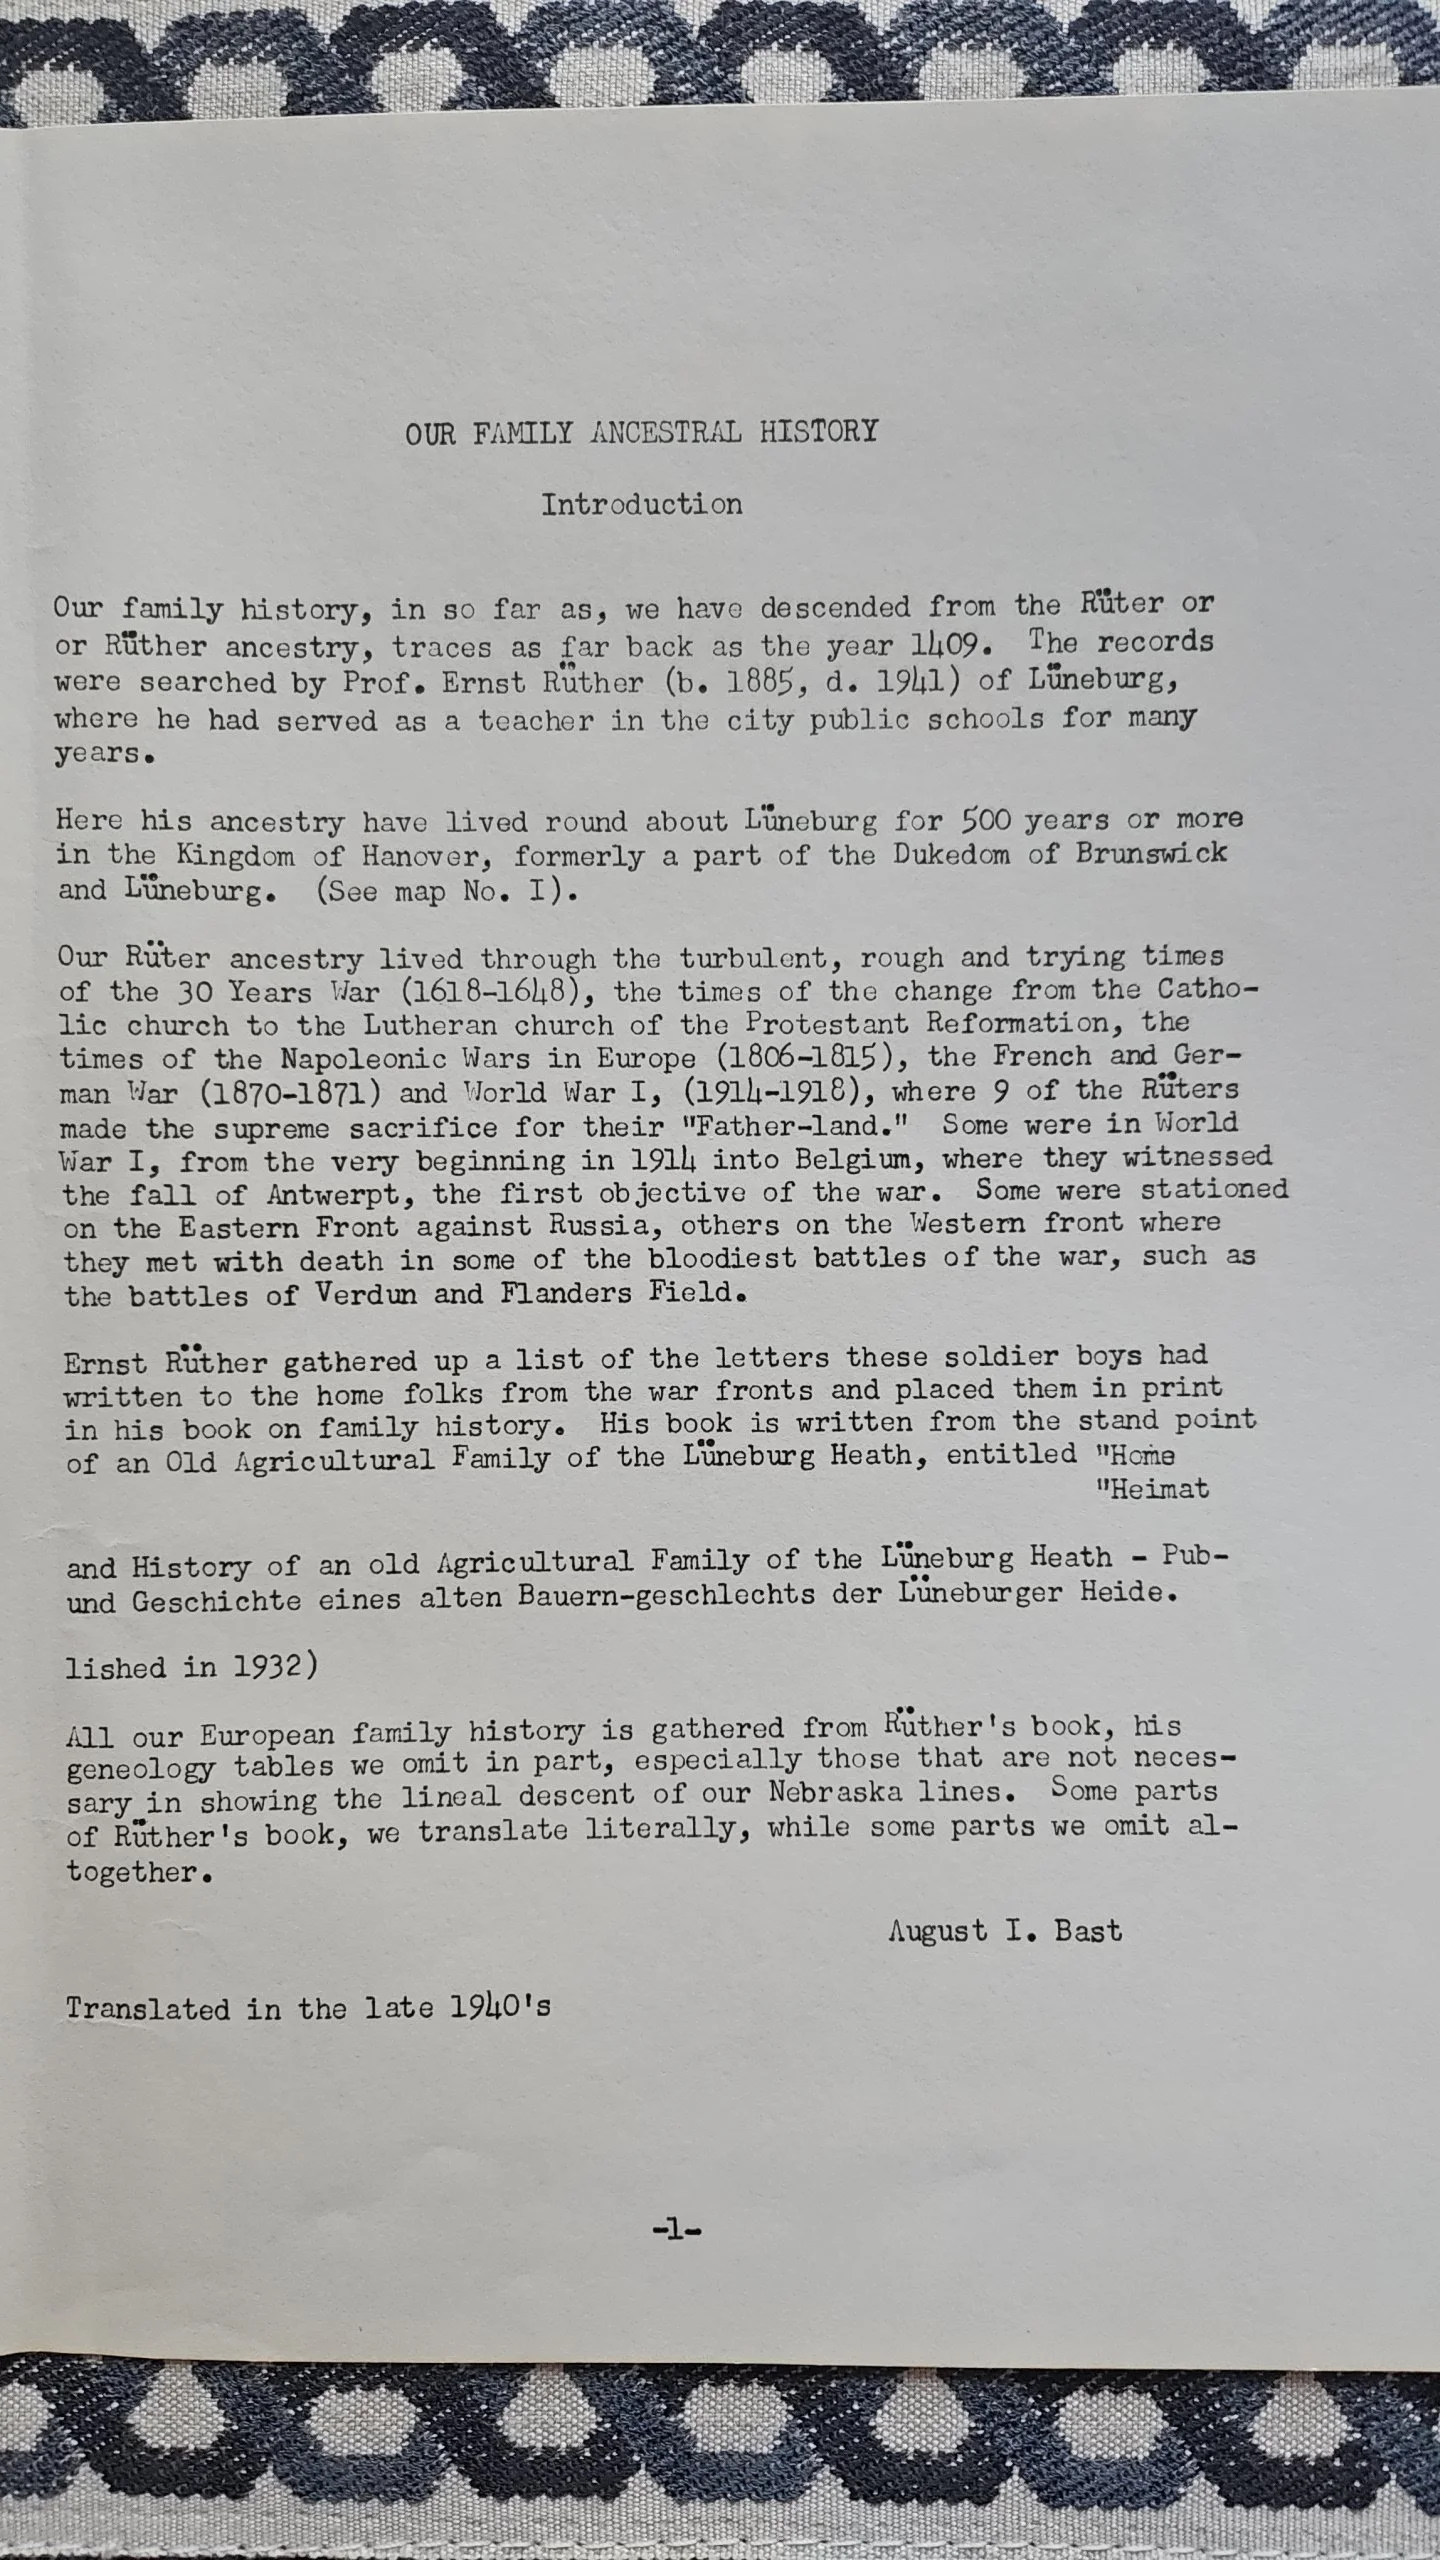 OUR FAMILY ANCESTRAL HISTORY
Introduction
Our family history, in so far as, we have descended from the Rüter or
or Rüther ancestry, traces as far back as the year 1409. The records
were searched by Prof. Ernst Rüther (b. 1885, d. 1941) of Lüneburg,
where he had served as a teacher in the city public schools for many
years.
Here his ancestry have lived round about Lüneburg for 500 years or more
in the Kingdom of Hanover, formerly a part of the Dukedom of Brunswick
and Lüneburg. (See map No. I).
Our Rüter ancestry lived through the turbulent, rough and trying times
of the 30 Years War (1618-1648), the times of the change from the Catho-
lic church to the Lutheran church of the Protestant Reformation, the
times of the Napoleonic Wars in Europe (1806-1815), the French and Ger-
man War (1870-1871) and World War I, (1914-1918), where 9 of the Rüters
made the supreme sacrifice for their "Father-land." Some were in World
War I, from the very beginning in 1914 into Belgium, where they witnessed
the fall of Antwerpt, the first objective of the war. Some were stationed
on the Eastern Front against Russia, others on the Western front where
they met with death in some of the bloodiest battles of the war, such as
the battles of Verdun and Flanders Field.
Ernst Rüther gathered up a list of the letters these soldier boys had
written to the home folks from the war fronts and placed them in print
in his book on family history. His book is written from the stand point
of an Old Agricultural Family of the Lüneburg Heath, entitled "Home
"Heimat
and History of an old Agricultural Family of the Lüneburg Heath - Pub-
und Geschichte eines alten Bauern-geschlechts der Lüneburger Heide.
lished in 1932)
All our European family history is gathered from Rüther's book, his
geneology tables we omit in part, especially those that are not neces-
sary in showing the lineal descent of our Nebraska lines. Some parts
of Rüther's book, we translate literally, while some parts we omit al-
together.
August I. Bast
Translated in the late 1940's
-1-